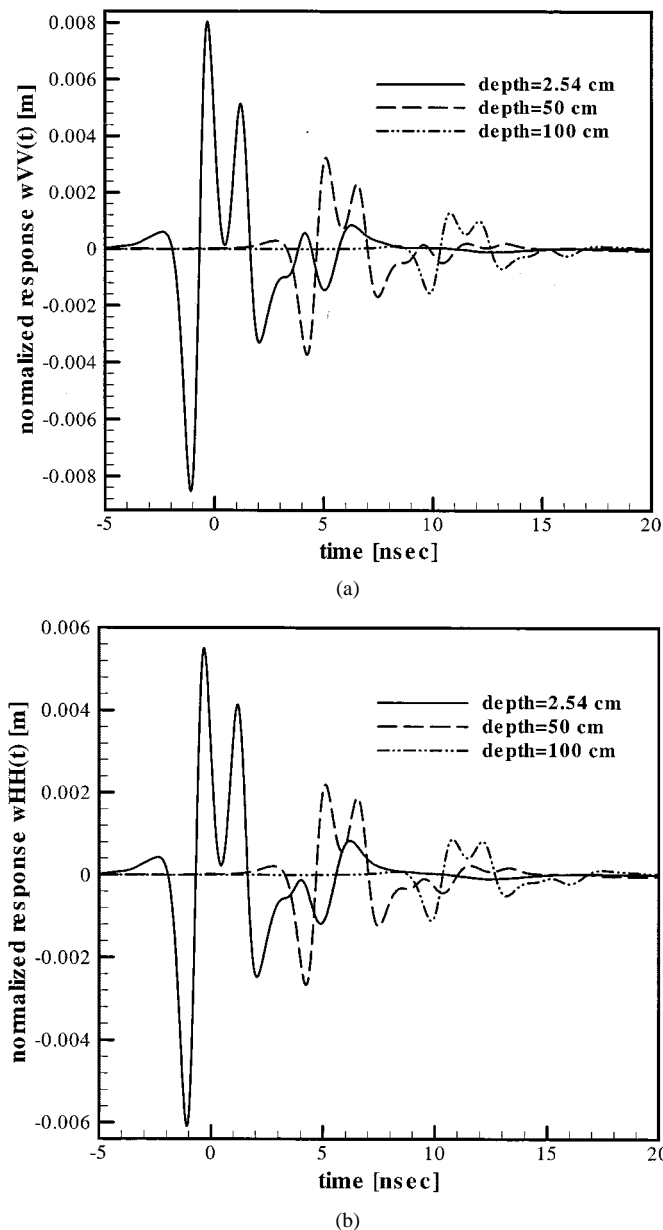 normalized response wVV(t) [m]
0.008
0.006
0.004
0.002
0
-0.002
-0.004
-0.006
-0.008
depth=2.54 cm
depth=50 cm
depth=100 cm
-5 0 5 10 15 20
time [nsec]
(a)
normalized response wHH(t) [m]
0.006
0.004
0.002
0
-0.002
-0.004
-0.006
depth=2.54 cm
depth=50 cm
depth=100 cm
-5 0 5 10 15 20
time [nsec]
(b)